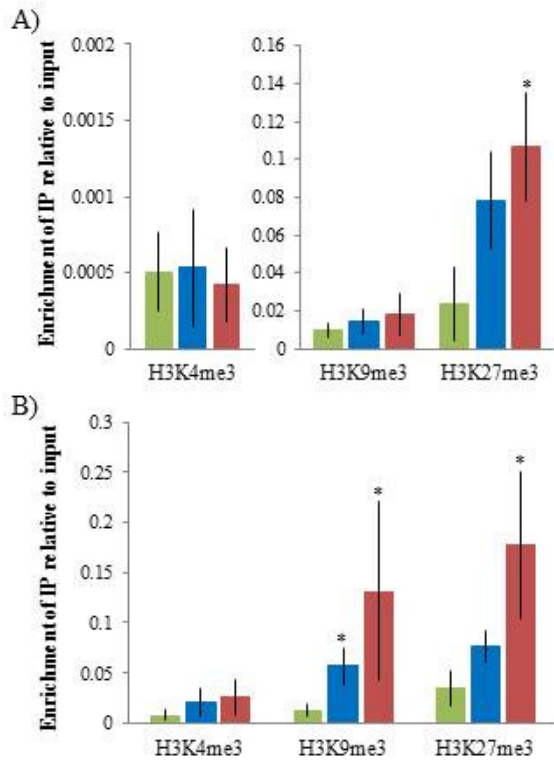 A)
Enrichment of IP relative to input
0.002
0.0015
0.001
0.0005
0
H3K4me3
0.16
0.14
0.12
0.1
0.08
0.06
0.04
0.02
0
*
H3K9me3 H3K27me3
B)
Enrichment of IP relative to input
0.3
0.25
0.2
0.15
0.1
0.05
0
* * *
H3K4me3 H3K9me3 H3K27me3